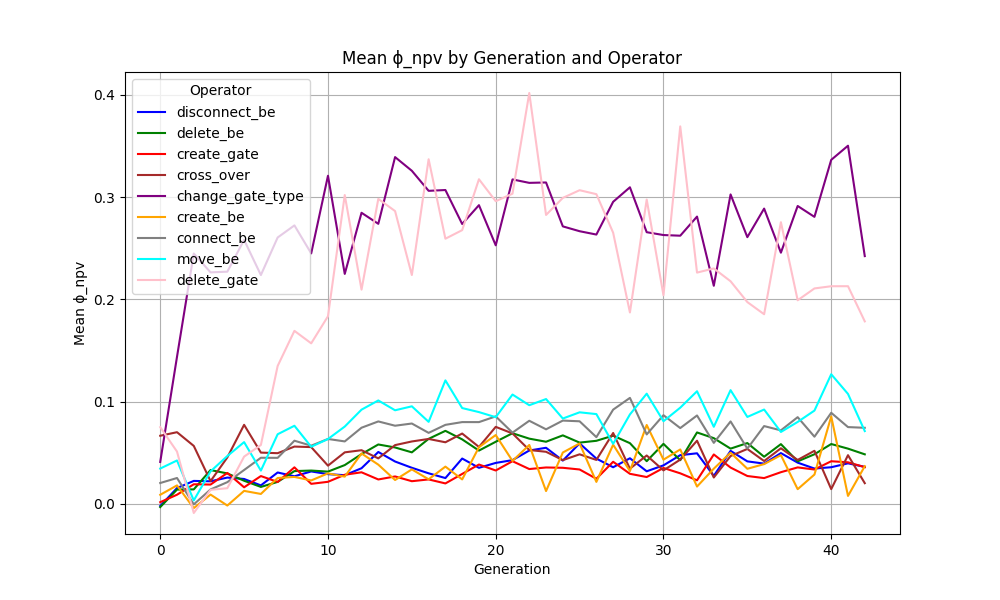 Mean ϕ_npv by Generation and Operator
Mean ϕ_npv
0.4
0.3
0.2
0.1
0.0
Operator
disconnect_be
delete_be
create_gate
cross_over
change_gate_type
create_be
connect_be
move_be
delete_gate
0 10 20 30 40
Generation